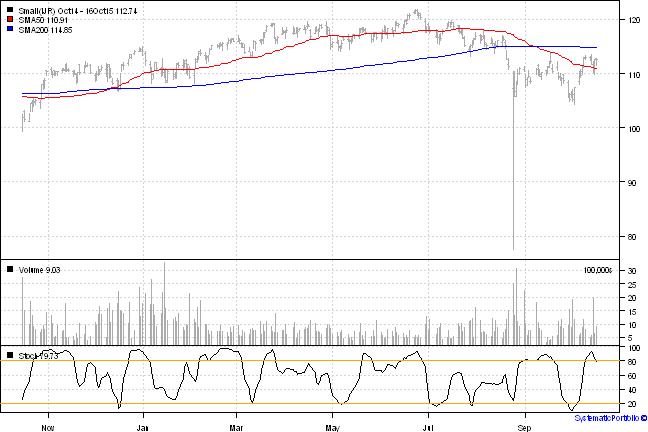 Small(IJR) Oct14 - 16Oct15 112.74
SMA50 110.91
SMA200 114.85
120
110
100
90
80
Volume 9.03
100,000s
30
25
20
15
10
5
Stoch 79.73
100
80
60
40
20
Nov Jan Mar May Jul Sep
SystematicPortfolio ©